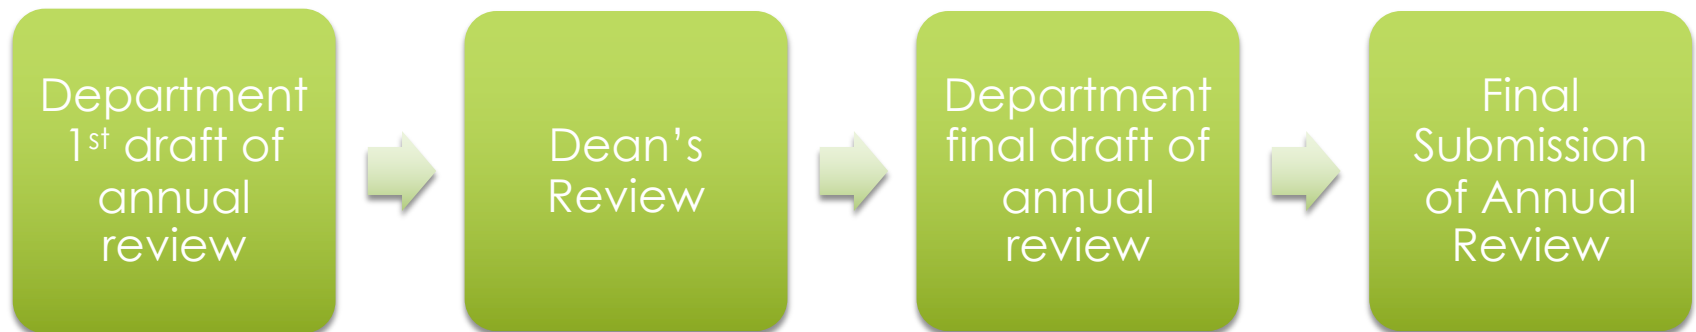 Department
1st draft of
annual
review
Dean’s
Review
Department
final draft of
annual
review
Final
Submission
of Annual
Review